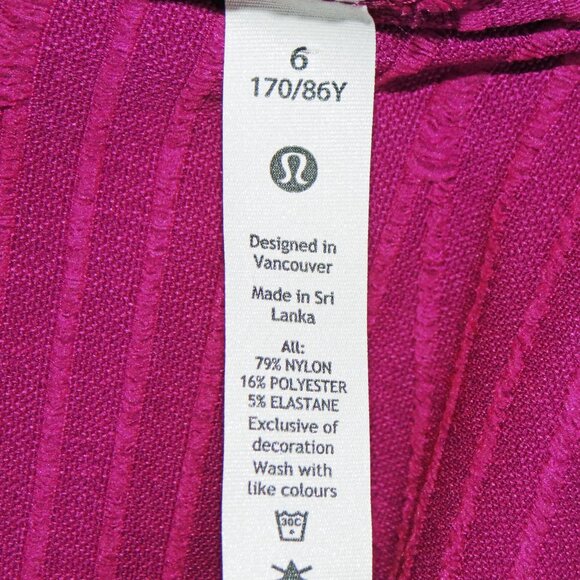 6
170/86Y
Designed in
Vancouver
Made in Sri
Lanka
All:
79% NYLON
16% POLYESTER
5% ELASTANE
Exclusive of
decoration
Wash with
like colours
30C